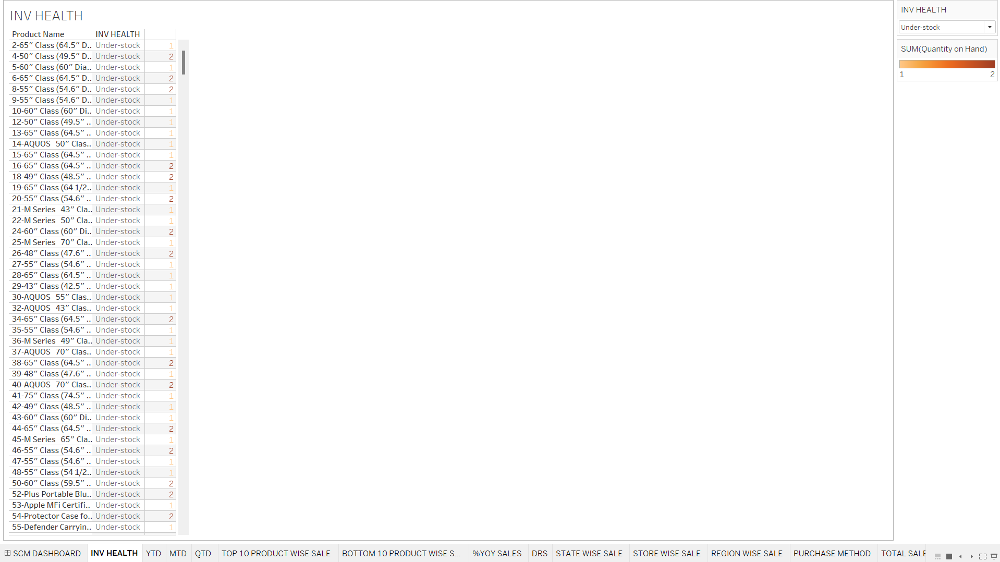 INV HEALTH
Product Name INV HEALTH
2-65” Class (64.5” D.. Under-stock 1
4-50” Class (49.5” D.. Under-stock 2
5-60” Class (60” Dia.. Under-stock 1
6-65” Class (64.5” D.. Under-stock 2
8-55” Class (54.6” D.. Under-stock 2
9-55” Class (54.6” D.. Under-stock 1
10-60” Class (60” Di.. Under-stock 1
12-50” Class (49.5” .. Under-stock 1
13-65” Class (64.5” .. Under-stock 1
14-AQUOS 50” Clas.. Under-stock 1
15-65” Class (64.5” .. Under-stock 1
16-65” Class (64.5” .. Under-stock 2
18-49” Class (48.5” .. Under-stock 2
19-65” Class (64 1/2.. Under-stock 1
20-55” Class (54.6” .. Under-stock 2
21-M Series 43” Cla.. Under-stock 1
22-M Series 50” Cla.. Under-stock 1
24-60” Class (60” Di.. Under-stock 2
25-M Series 70” Cla.. Under-stock 1
26-48” Class (47.6” .. Under-stock 2
27-55” Class (54.6” .. Under-stock 1
28-65” Class (64.5” .. Under-stock 1
29-43” Class (42.5” .. Under-stock 1
30-AQUOS 55” Clas.. Under-stock 1
32-AQUOS 43” Clas.. Under-stock 1
34-65” Class (64.5” .. Under-stock 2
35-55” Class (54.6” .. Under-stock 1
36-M Series 49” Cla.. Under-stock 1
37-AQUOS 70” Clas.. Under-stock 1
38-65” Class (64.5” .. Under-stock 2
39-48” Class (47.6” .. Under-stock 1
40-AQUOS 70” Clas.. Under-stock 2
41-75” Class (74.5” .. Under-stock 1
42-49” Class (48.5” .. Under-stock 1
43-60” Class (60” Di.. Under-stock 1
44-65” Class (64.5” .. Under-stock 2
45-M Series 65” Cla.. Under-stock 1
46-55” Class (54.6” .. Under-stock 2
47-55” Class (54.6” .. Under-stock 1
48-55” Class (54 1/2.. Under-stock 1
50-60” Class (59.5” .. Under-stock 2
52-Plus Portable Blu.. Under-stock 2
53-Apple MFi Certifi.. Under-stock 1
54-Protector Case fo.. Under-stock 2
55-Defender Carryin.. Under-stock 1
INV HEALTH
Under-stock
SUM(Quantity on Hand)
1 2
SCM DASHBOARD INV HEALTH YTD MTD QTD TOP 10 PRODUCT WISE SALE BOTTOM 10 PRODUCT WISE S... %YOY SALES DRS STATE WISE SALE STORE WISE SALE REGION WISE SALE PURCHASE METHOD TOTAL SALE